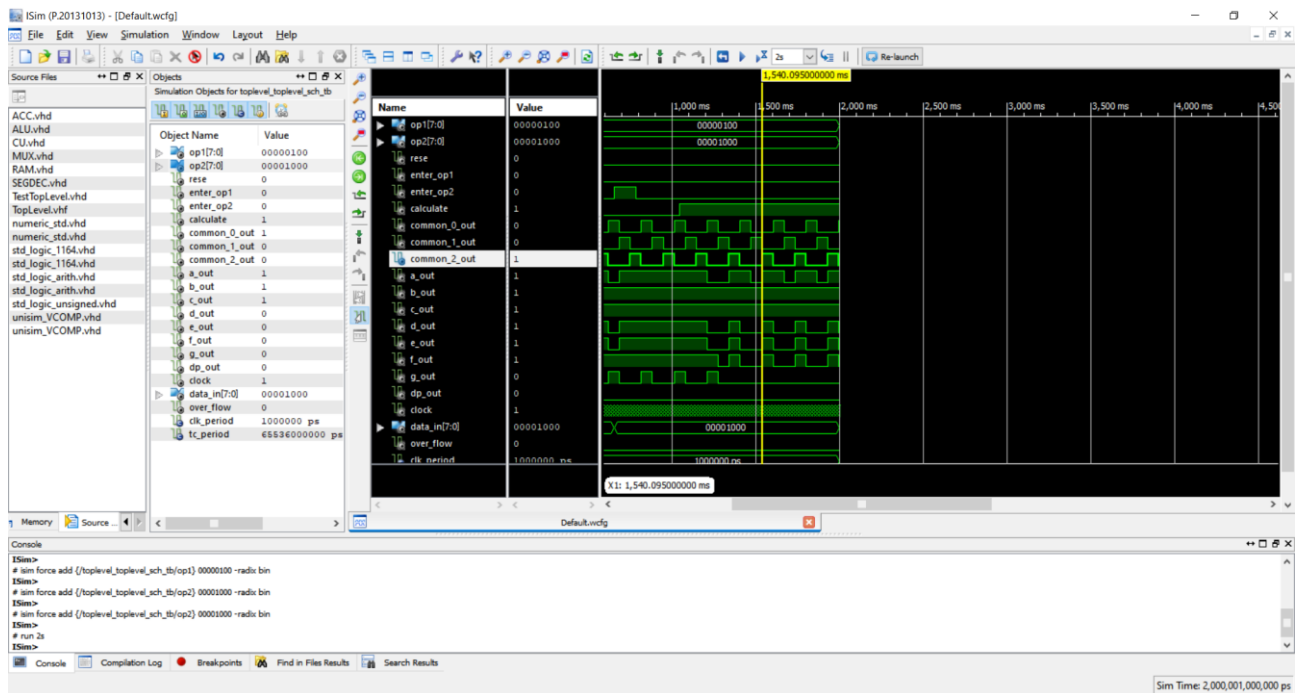 ISim (P.20131013) - [Default.wcfg]
File Edit View Simulation Window Layout Help
2s
Re-launch
Source Files
ACC.vhd
ALU.vhd
CU.vhd
MUX.vhd
RAM.vhd
SEGDEC.vhd
TestTopLevel.vhd
TopLevel.vhf
numeric_std.vhd
numeric_std.vhd
std_logic_1164.vhd
std_logic_1164.vhd
std_logic_arith.vhd
std_logic_arith.vhd
std_logic_unsigned.vhd
unisim_VCOMP.vhd
unisim_VCOMP.vhd
Memory Source ...
Objects
Simulation Objects for toplevel_toplevel_sch_tb
Object Name Value
op1[7:0] 00000100
op2[7:0] 00001000
rese 0
enter_op1 0
enter_op2 0
calculate 1
common_0_out 1
common_1_out 0
common_2_out 0
a_out 1
b_out 1
c_out 1
d_out 0
e_out 0
f_out 0
g_out 0
dp_out 0
clock 1
data_in[7:0] 00001000
over_flow 0
clk_period 1000000 ps
tc_period 65536000000 ps
1,540.095000000 ms
Name Value
1,000 ms 1,500 ms 2,000 ms 2,500 ms 3,000 ms 3,500 ms 4,000 ms 4,500
op1[7:0] 00000100 00000100
op2[7:0] 00001000 00001000
rese 0
enter_op1 0
enter_op2 0
calculate 1
common_0_out 0
common_1_out 0
common_2_out 1
a_out 1
b_out 1
c_out 1
d_out 1
e_out 1
f_out 1
g_out 0
dp_out 0
clock 1
data_in[7:0] 00001000 00001000
over_flow 0
clk_period 1000000 ps 1000000 ps
X1: 1,540.095000000 ms
Default.wcfg
Console
ISim>
# isim force add {/toplevel_toplevel_sch_tb/op1} 00000100 -radix bin
ISim>
# isim force add {/toplevel_toplevel_sch_tb/op2} 00001000 -radix bin
ISim>
# isim force add {/toplevel_toplevel_sch_tb/op2} 00001000 -radix bin
ISim>
# run 2s
ISim>
Console Compilation Log Breakpoints Find in Files Results Search Results
Sim Time: 2,000,001,000,000 ps